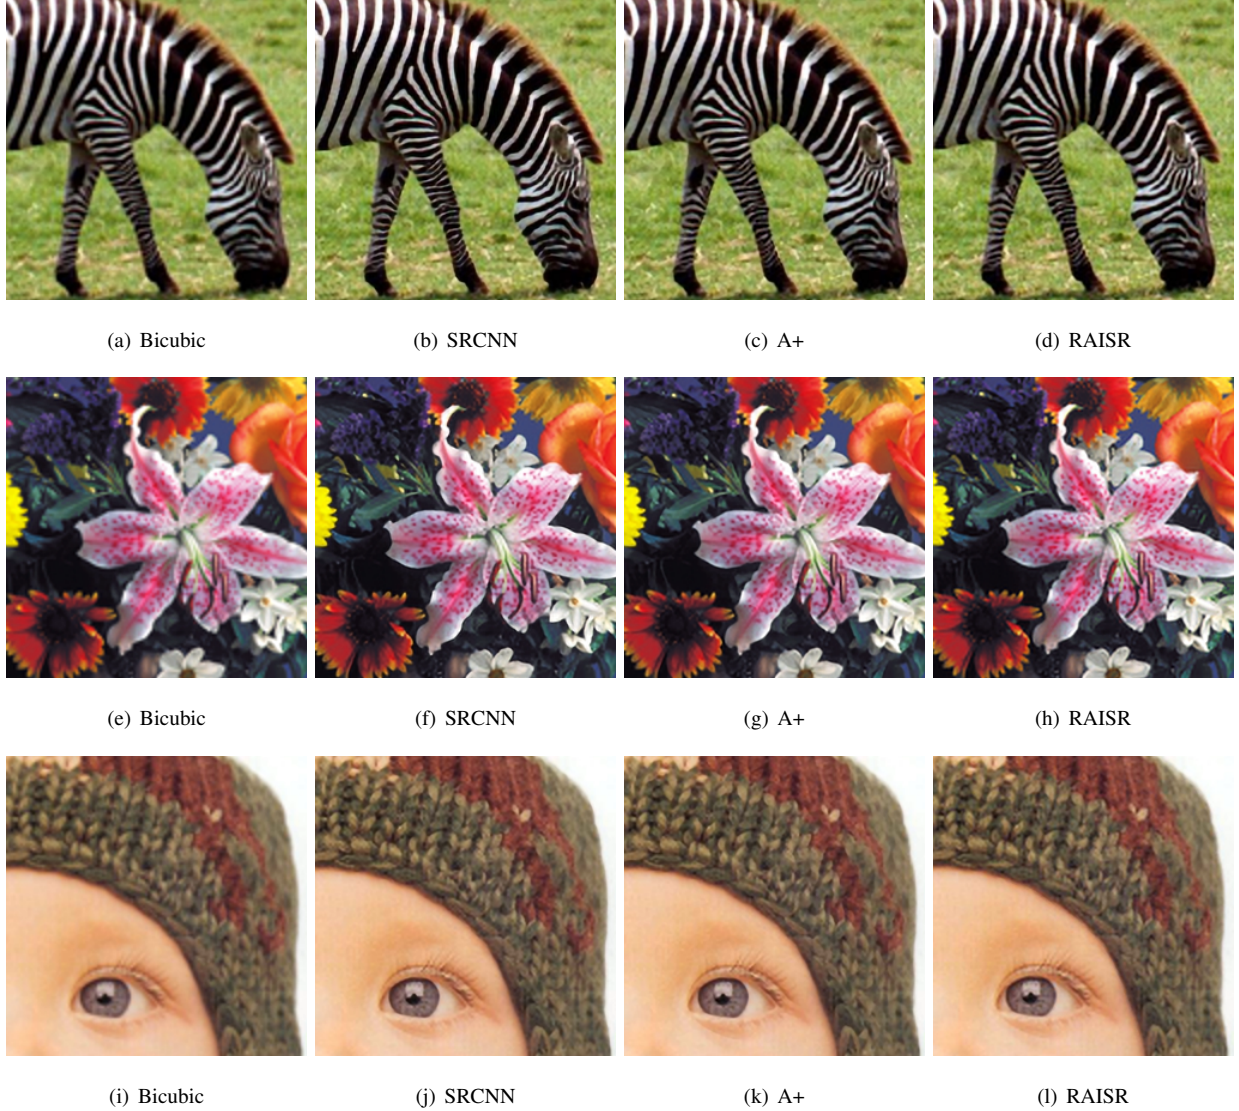 (a) Bicubic
(b) SRCNN
(c) A+
(d) RAISR
(e) Bicubic
(f) SRCNN
(g) A+
(h) RAISR
(i) Bicubic
(j) SRCNN
(k) A+
(l) RAISR